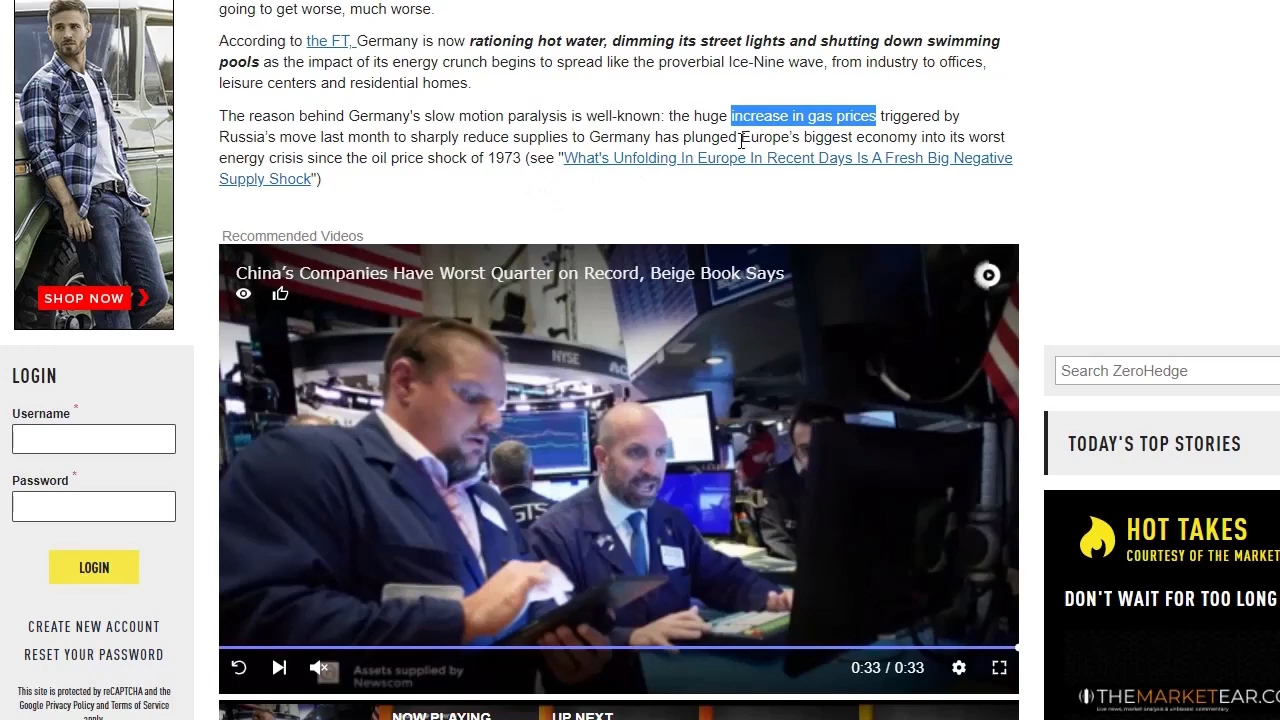 going to get worse, much worse.
According to the FT, Germany is now rationing hot water, dimming its street lights and shutting down swimming
pools as the impact of its energy crunch begins to spread like the proverbial Ice-Nine wave, from industry to offices,
leisure centers and residential homes.
The reason behind Germany's slow motion paralysis is well-known: the huge increase in gas prices triggered by
Russia's move last month to sharply reduce supplies to Germany has plunged Europe's biggest economy into its worst
energy crisis since the oil price shock of 1973 (see "What's Unfolding In Europe In Recent Days Is A Fresh Big Negative
Supply Shock")
Recommended Videos
China's Companies Have Worst Quarter on Record, Beige Book Says
NYSE
GTS
0:33 / 0:33
Assets supplied by
Newscom
NOW PLAYING
UP NEXT
SHOP NOW
LOGIN
Username *
Password *
LOGIN
CREATE NEW ACCOUNT
RESET YOUR PASSWORD
This site is protected by reCAPTCHA and the
Google Privacy Policy and Terms of Service
apply.
Search ZeroHedge
TODAY'S TOP STORIES
HOT TAKES
COURTESY OF THE MARKET
DON'T WAIT FOR TOO LONG
THEMARKETEAR.CO
Live news, market analysis & unbiased commentary